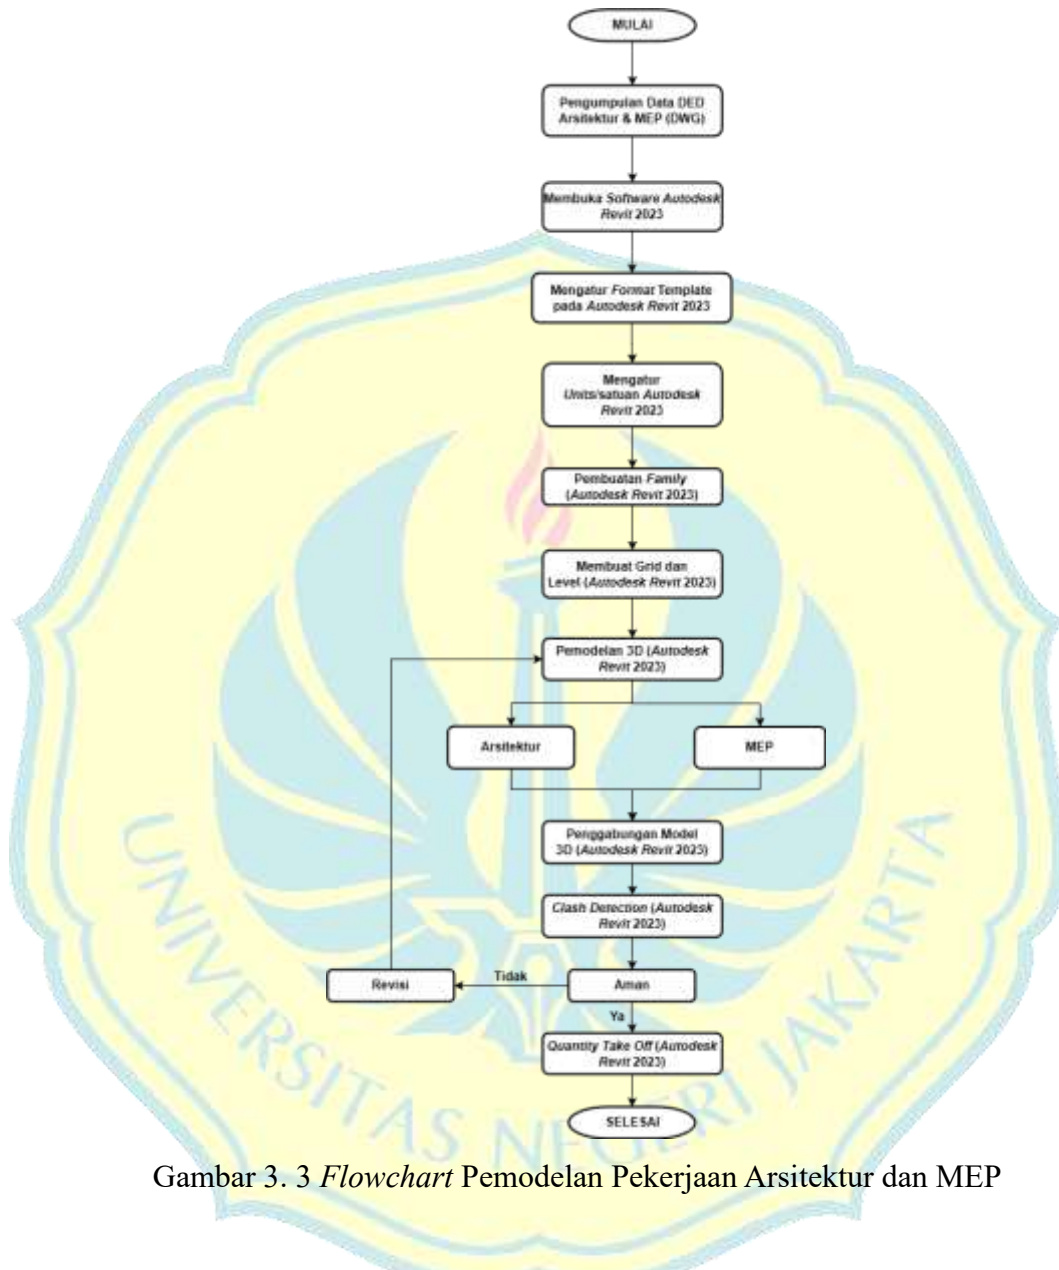 MULAI
Pengumpulan Data DED
Arsitektur & MEP (DWG)
Membuka Software Autodesk
Revit 2023
Mengatur Format Template
pada Autodesk Revit 2023
Mengatur
Units/satuan Autodesk
Revit 2023
Pembuatan Family
(Autodesk Revit 2023)
Membuat Grid dan
Level (Autodesk Revit 2023)
Pemodelan 3D (Autodesk
Revit 2023)
Arsitektur
MEP
Penggabungan Model
3D (Autodesk Revit 2023)
Clash Detection (Autodesk
Revit 2023)
Revisi
Tidak
Aman
Ya
Quantity Take Off (Autodesk
Revit 2023)
SELESAI
UNIVERSITAS NEGERI JAKARTA
Gambar 3. 3 Flowchart Pemodelan Pekerjaan Arsitektur dan MEP